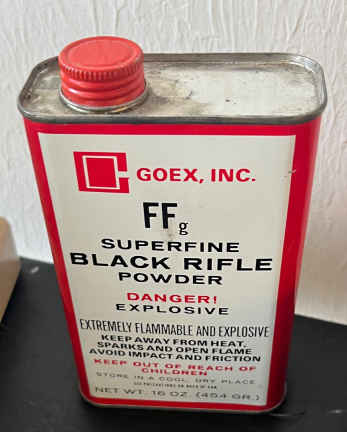 GOEX, INC.
FFg
SUPERFINE
BLACK RIFLE
POWDER
DANGER!
EXPLOSIVE
EXTREMELY FLAMMABLE AND EXPLOSIVE
KEEP AWAY FROM HEAT,
SPARKS AND OPEN FLAME
AVOID IMPACT AND FRICTION
KEEP OUT OF REACH OF
CHILDREN
STORE IN A COOL, DRY PLACE.
NET WT. 16 OZ. (454 GR.)